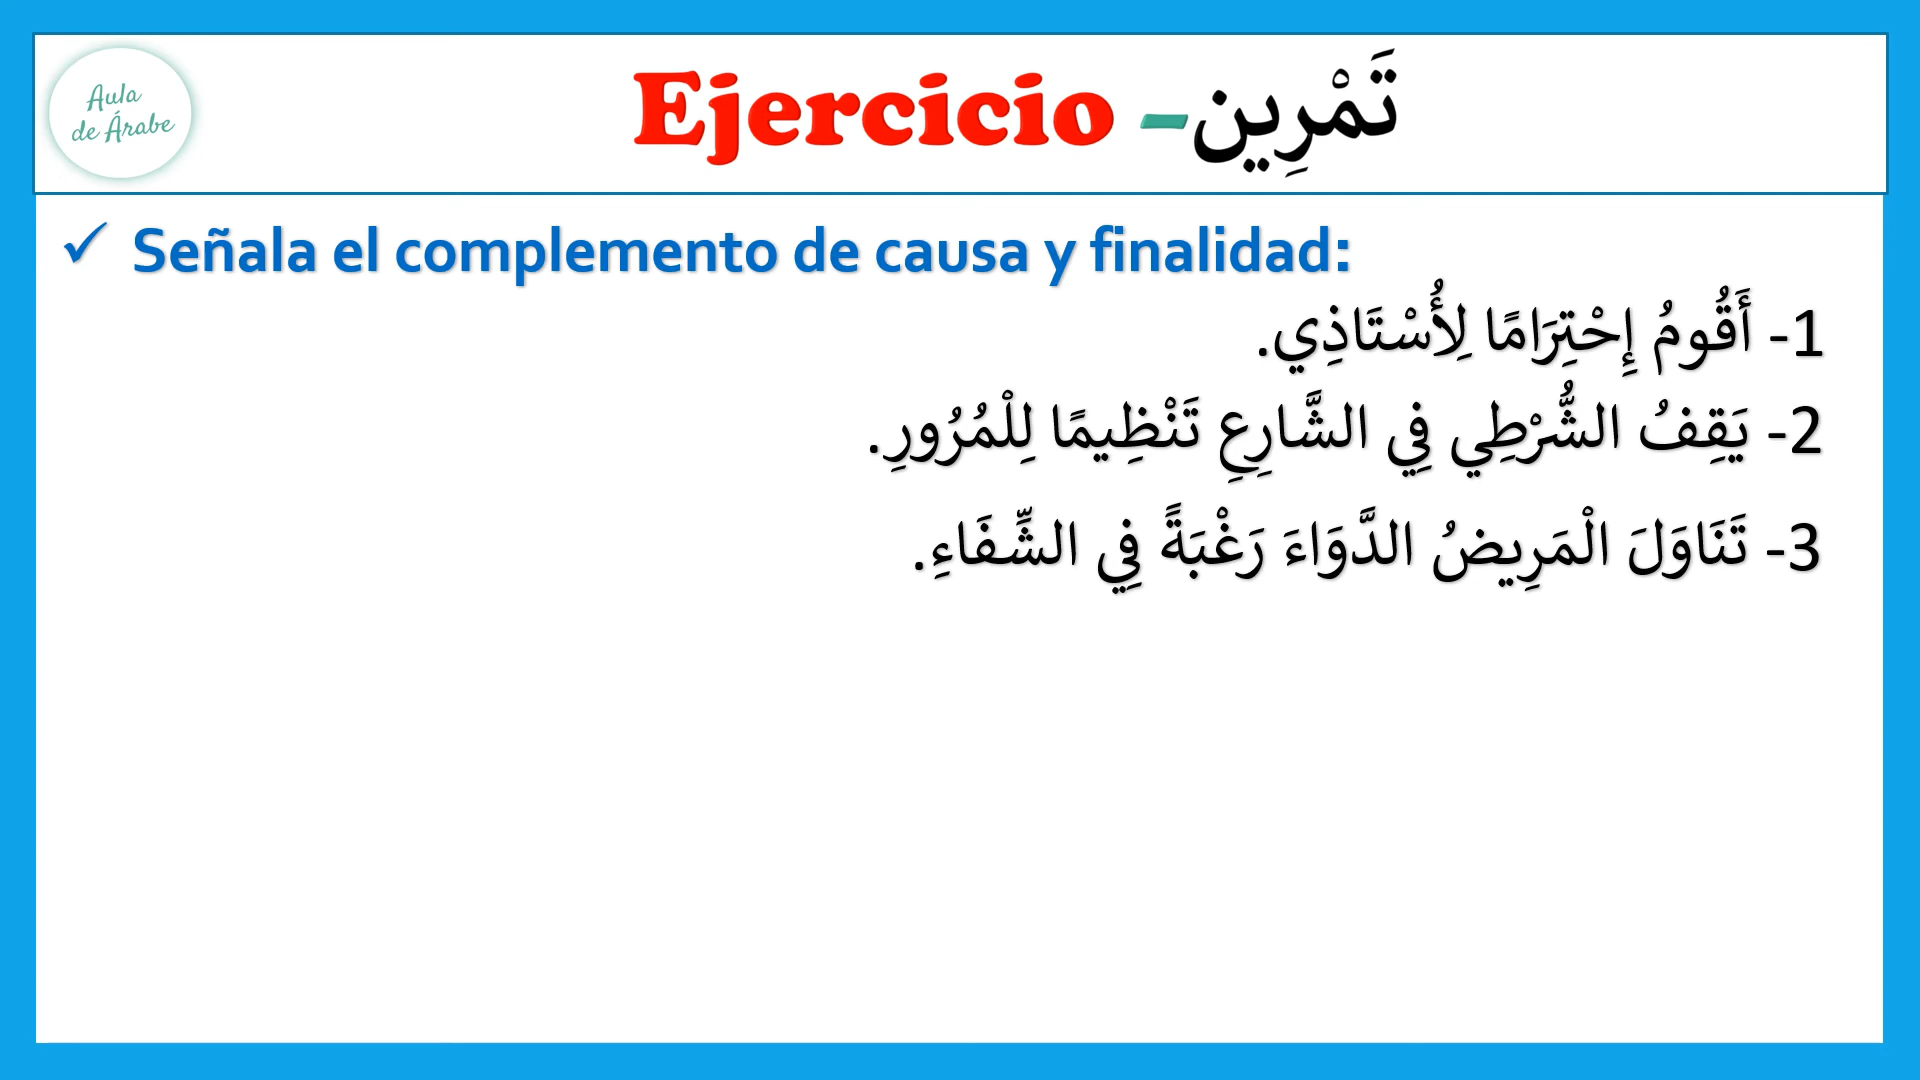 Aula
de Árabe
Ejercicio -تَمْرِين
Señala el complemento de causa y finalidad:
1- أَقُومُ إِحْتِرَامًا لِأُسْتَاذِي.
2- يَقِفُ الشُّرْطِي فِي الشَّارِعِ تَنْظِيمًا لِلْمُرُورِ.
3- تَنَاوَلَ الْمَرِيضُ الدَّوَاءَ رَغْبَةً فِي الشِّفَاءِ.